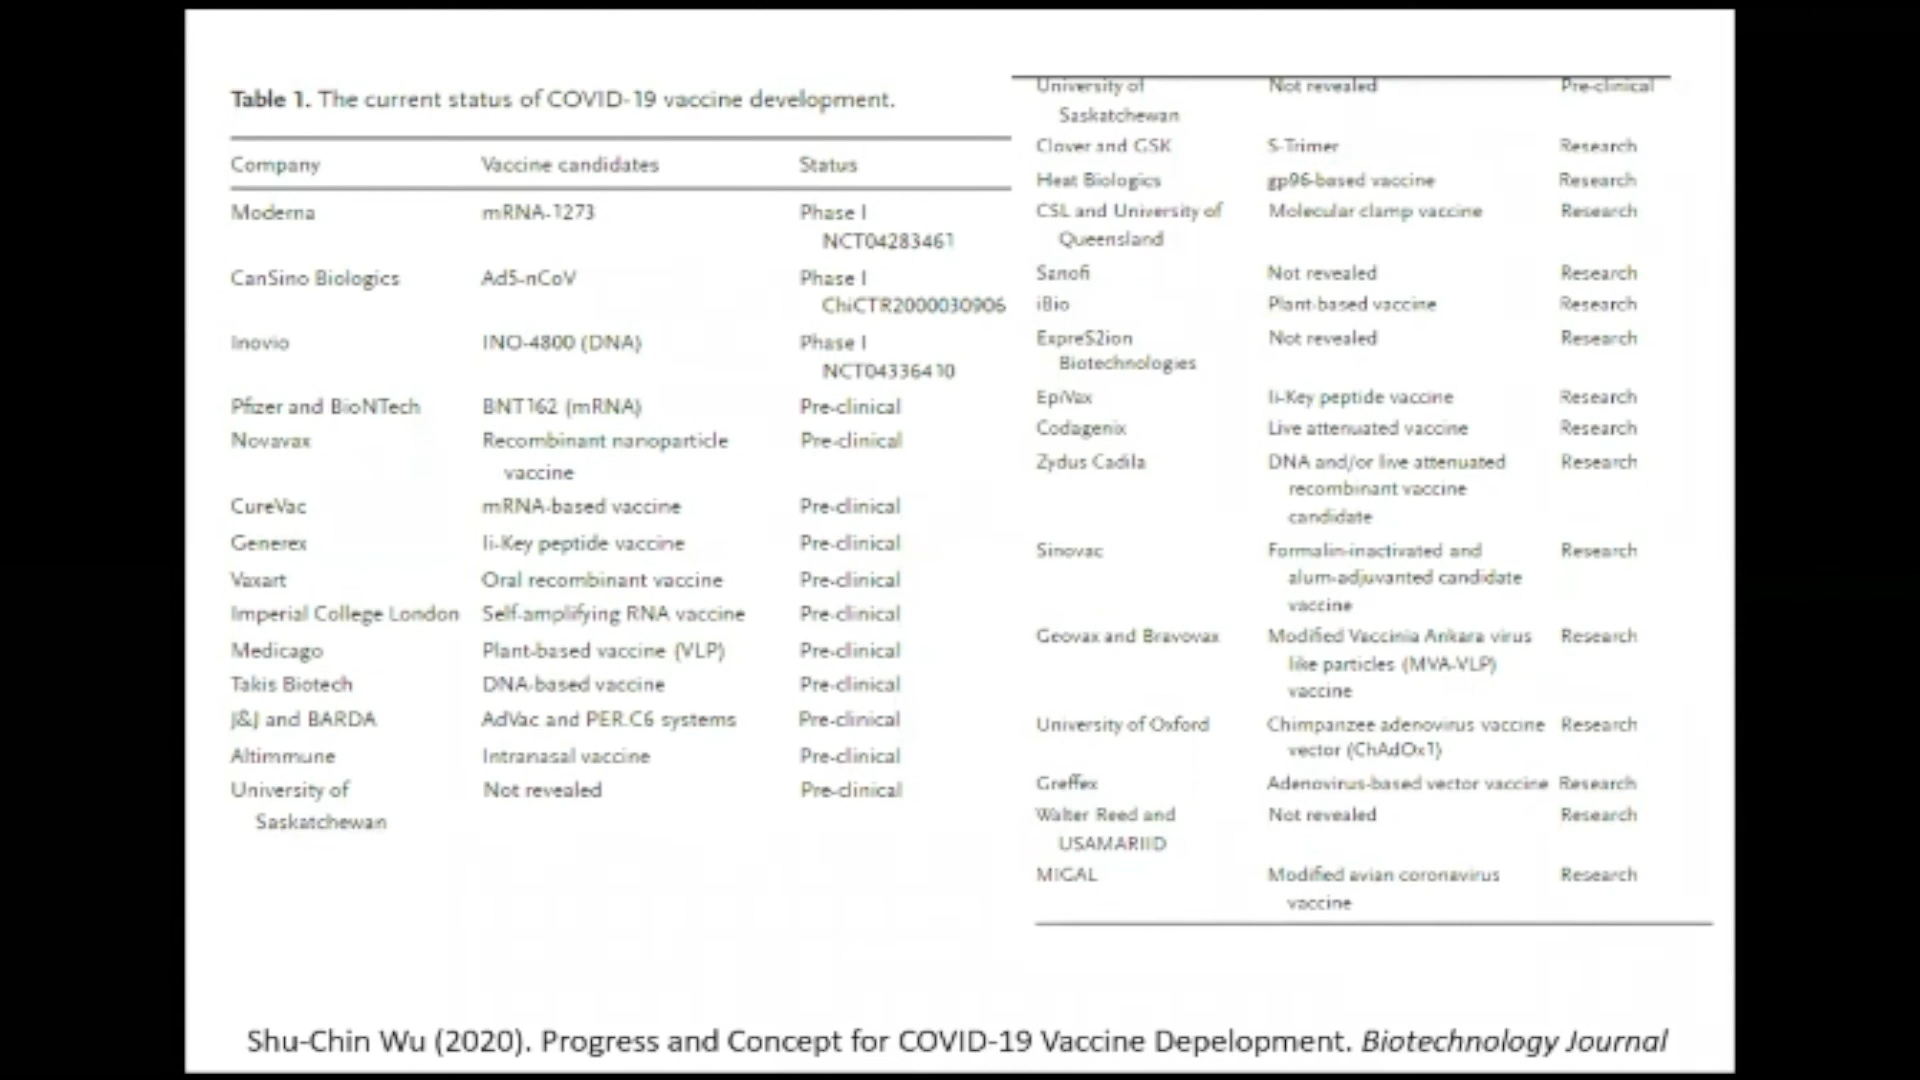 Table 1. The current status of COVID-19 vaccine development.
Company Vaccine candidates Status
Moderna mRNA-1273 Phase I
NCT04283461
CanSino Biologics Ad5-nCoV Phase I
ChiCTR2000030906
Inovio INO-4800 (DNA) Phase I
NCT04336410
Pfizer and BioNTech BNT162 (mRNA) Pre-clinical
Novavax Recombinant nanoparticle Pre-clinical
vaccine
CureVac mRNA-based vaccine Pre-clinical
Generex Ii-Key peptide vaccine Pre-clinical
Vaxart Oral recombinant vaccine Pre-clinical
Imperial College London Self-amplifying RNA vaccine Pre-clinical
Medicago Plant-based vaccine (VLP) Pre-clinical
Takis Biotech DNA-based vaccine Pre-clinical
J&J and BARDA AdVac and PER.C6 systems Pre-clinical
Altimmune Intranasal vaccine Pre-clinical
University of Not revealed Pre-clinical
Saskatchewan
University of Not revealed Pre-clinical
Saskatchewan
Clover and GSK S-Trimer Research
Heat Biologics gp96-based vaccine Research
CSL and University of Molecular clamp vaccine Research
Queensland
Sanofi Not revealed Research
iBio Plant-based vaccine Research
ExpreS2ion Not revealed Research
Biotechnologies
EpiVax Ii-Key peptide vaccine Research
Codagenix Live attenuated vaccine Research
Zydus Cadila DNA and/or live attenuated Research
recombinant vaccine
candidate
Sinovac Formalin-inactivated and Research
alum-adjuvanted candidate
vaccine
Geovax and Bravovax Modified Vaccinia Ankara virus Research
like particles (MVA-VLP)
vaccine
University of Oxford Chimpanzee adenovirus vaccine Research
vector (ChAdOx1)
Greffex Adenovirus-based vector vaccine Research
Walter Reed and Not revealed Research
USAMARIID
MIGAL Modified avian coronavirus Research
vaccine
Shu-Chin Wu (2020). Progress and Concept for COVID-19 Vaccine Depelopment. Biotechnology Journal